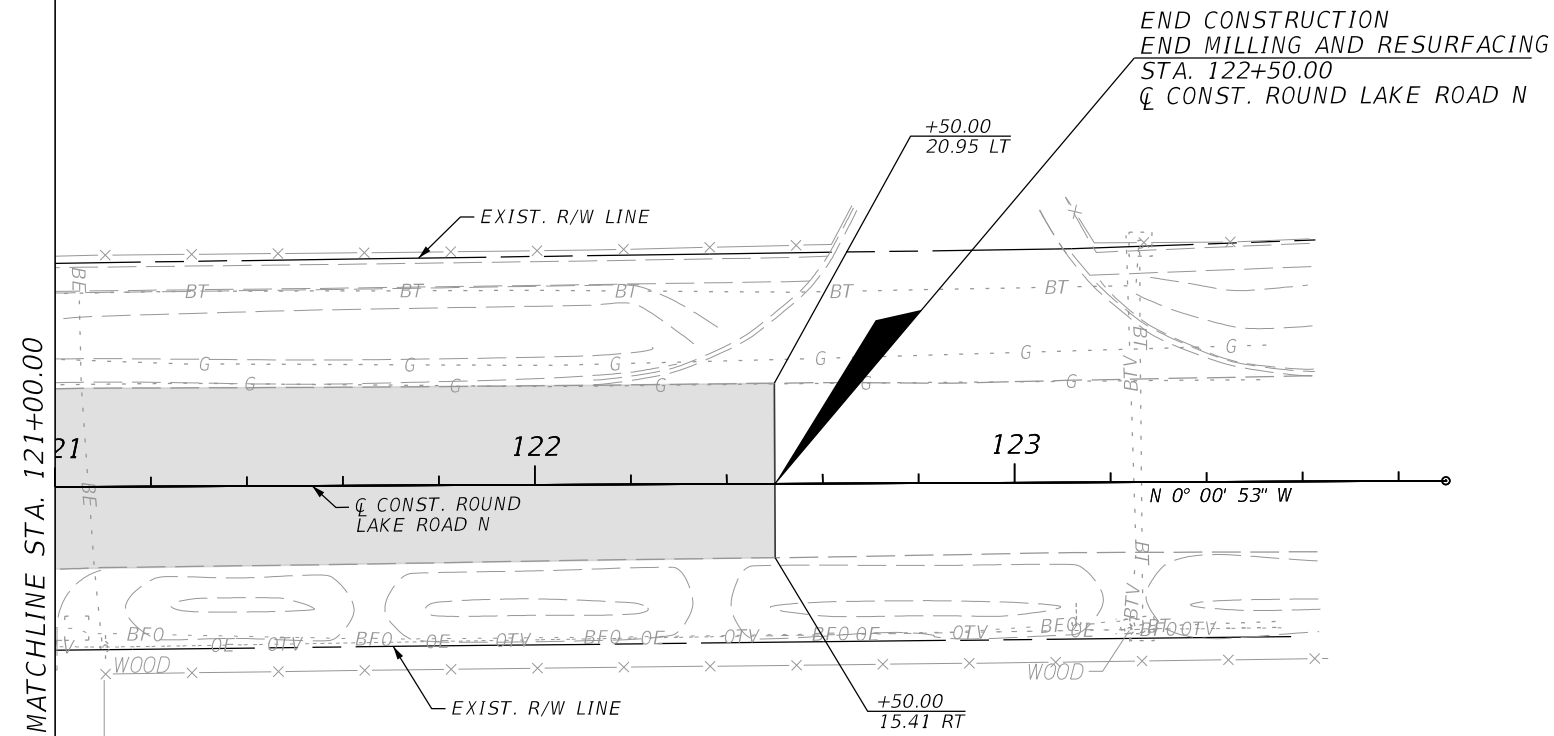 END CONSTRUCTION
END MILLING AND RESURFACING
STA. 122+50.00
℄ CONST. ROUND LAKE ROAD N
+50.00
20.95 LT
EXIST. R/W LINE
BE
BT BT BT BT BT
G G G G G G
BT
BTV
G G G G G
MATCHLINE STA. 121+00.00
21
122
123
BE
℄ CONST. ROUND
LAKE ROAD N
N 0° 00' 53" W
BT
BTV
TV BFO OE OTV BFO OE OTV BFO OE OTV BFO OE OTV BFO OE BT BFO OTV
WOOD
WOOD
EXIST. R/W LINE
+50.00
15.41 RT